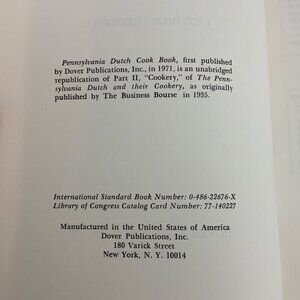 Pennsylvania Dutch Cook Book, first published
by Dover Publications, Inc., in 1971, is an unabridged
republication of Part II, "Cookery," of The Penn-
sylvania Dutch and their Cookery, as originally
published by The Business Bourse in 1935.
International Standard Book Number: 0-486-22676-X
Library of Congress Catalog Card Number: 77-140227
Manufactured in the United States of America
Dover Publications, Inc.
180 Varick Street
New York, N. Y. 10014